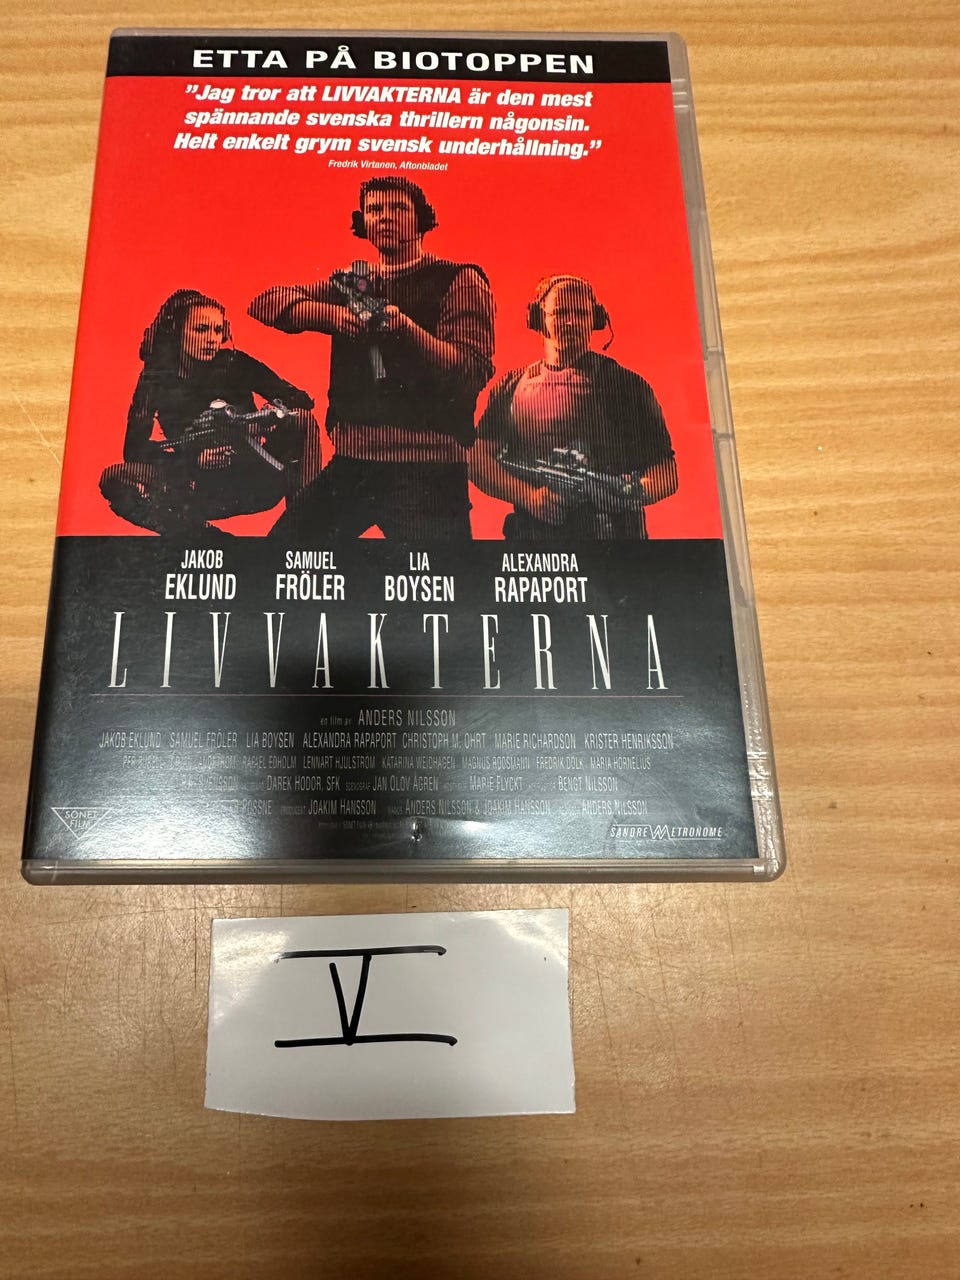 ETTA PÅ BIOTOPPEN
”Jag tror att LIVVAKTERNA är den mest
spännande svenska thrillern någonsin.
Helt enkelt grym svensk underhållning.”
Fredrik Virtanen, Aftonbladet
JAKOB EKLUND SAMUEL FRÖLER LIA BOYSEN ALEXANDRA RAPAPORT
LIVVAKTERNA
en film av ANDERS NILSSON
JAKOB EKLUND SAMUEL FRÖLER LIA BOYSEN ALEXANDRA RAPAPORT CHRISTOPH M. OHRT MARIE RICHARDSON KRISTER HENRIKSSON
RAFAEL EDHOLM LENNART HJULSTRÖM KATARINA WEIDHAGEN MAGNUS ROOSMANN FREDRIK DOLK MARIA HORNELIUS
DAREK HODOR, SFK JAN OLOV ÅGREN MARIE FLYCKT BENGT NILSSON
JOAKIM HANSSON ANDERS NILSSON & JOAKIM HANSSON ANDERS NILSSON
SONET
FILM
SANDREW METRONOME
V